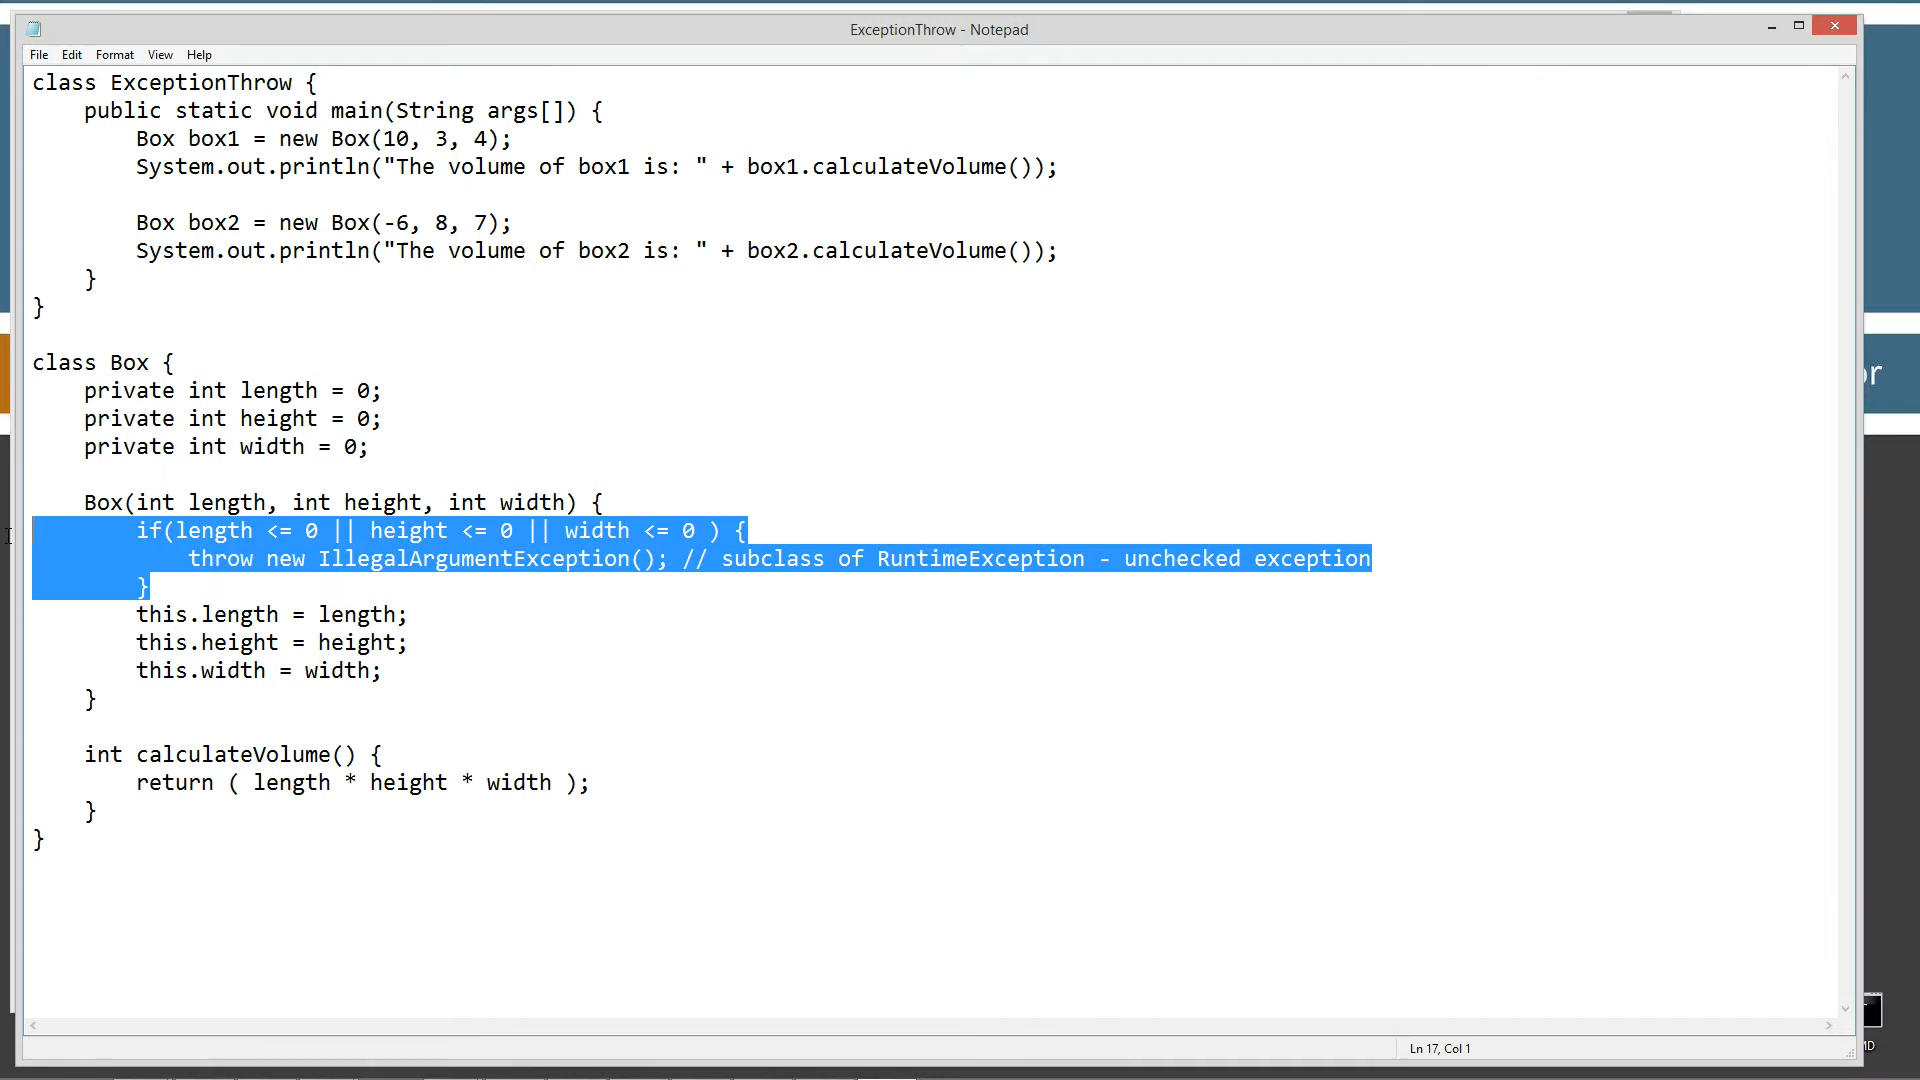 ExceptionThrow - Notepad
File Edit Format View Help
class ExceptionThrow {
    public static void main(String args[]) {
        Box box1 = new Box(10, 3, 4);
        System.out.println("The volume of box1 is: " + box1.calculateVolume());

        Box box2 = new Box(-6, 8, 7);
        System.out.println("The volume of box2 is: " + box2.calculateVolume());
    }
}

class Box {
    private int length = 0;
    private int height = 0;
    private int width = 0;

    Box(int length, int height, int width) {
        if(length <= 0 || height <= 0 || width <= 0 ) {
            throw new IllegalArgumentException(); // subclass of RuntimeException - unchecked exception
        }
        this.length = length;
        this.height = height;
        this.width = width;
    }

    int calculateVolume() {
        return ( length * height * width );
    }
}
Ln 17, Col 1